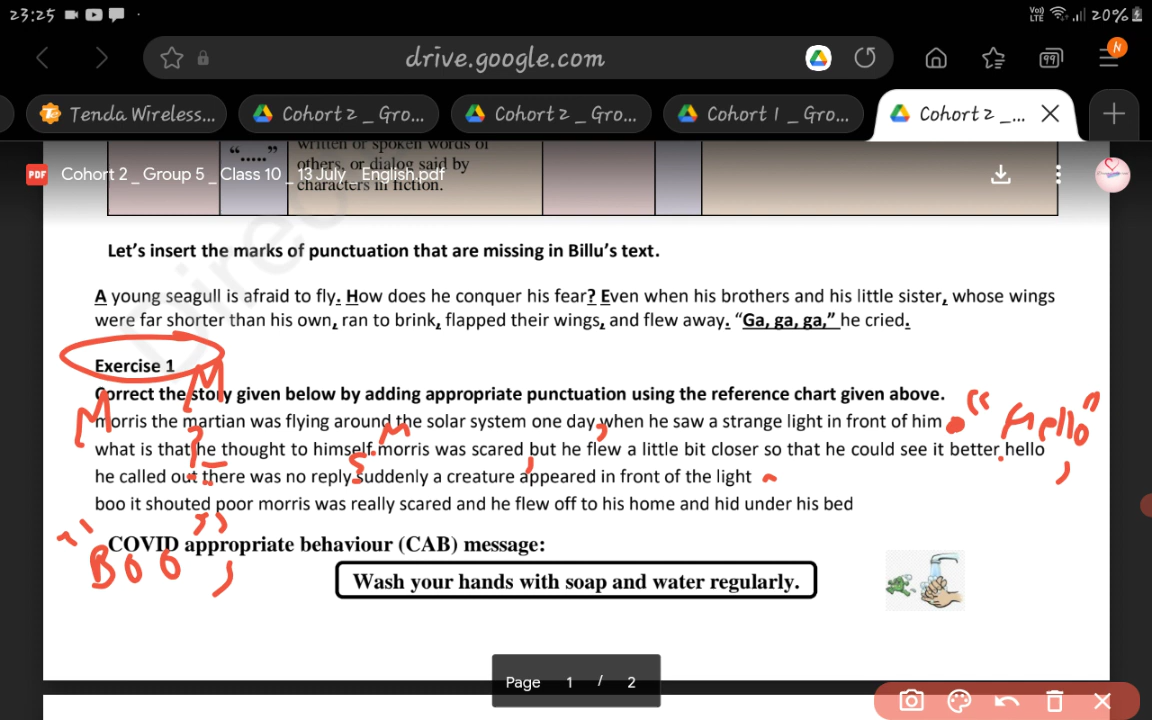 23:25 Vo) LTE 20%
drive.google.com N 99
Tenda Wireless... Cohort 2 _ Gro... Cohort 2 _ Gro... Cohort 1 _ Gro... Cohort 2 _...
written or spoken words of
“.....” others, or dialog said by
characters in fiction.
PDF Cohort 2 _ Group 5 _ Class 10 _ 13 July _ English.pdf
Let’s insert the marks of punctuation that are missing in Billu’s text.
A young seagull is afraid to fly. How does he conquer his fear? Even when his brothers and his little sister, whose wings
were far shorter than his own, ran to brink, flapped their wings, and flew away. “Ga, ga, ga,” he cried.
Exercise 1
M
Correct the story given below by adding appropriate punctuation using the reference chart given above.
M “ Hello ”
morris the martian was flying around the solar system one day, when he saw a strange light in front of him .
? M
what is that he thought to himself. morris was scared but he flew a little bit closer so that he could see it better. hello
S , ,
he called out. there was no reply suddenly a creature appeared in front of the light
boo it shouted poor morris was really scared and he flew off to his home and hid under his bed
“ Boo ” ,
COVID appropriate behaviour (CAB) message:
Wash your hands with soap and water regularly.
Page 1 / 2